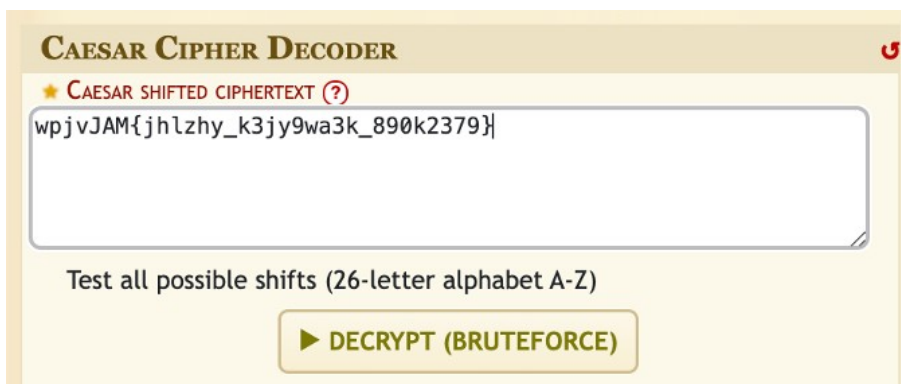 CAESAR CIPHER DECODER
★ CAESAR SHIFTED CIPHERTEXT (?)
wpjvJAM{jhlzhy_k3jy9wa3k_890k2379}
Test all possible shifts (26-letter alphabet A-Z)
▶ DECRYPT (BRUTEFORCE)